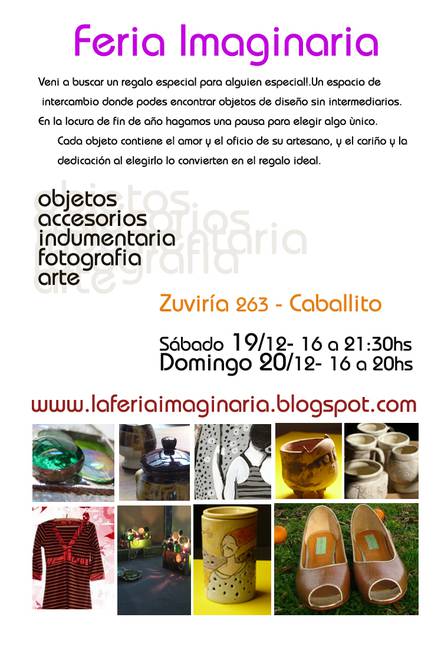 Feria Imaginaria
Veni a buscar un regalo especial para alguien especial!.Un espacio de
intercambio donde podes encontrar objetos de diseño sin intermediarios.
En la locura de fin de año hagamos una pausa para elegir algo ùnico.
Cada objeto contiene el amor y el oficio de su artesano, y el cariño y la
dedicación al elegirlo lo convierten en el regalo ideal.
objetos
accesorios
indumentaria
fotografia
arte
Zuviría 263 - Caballito
Sábado 19/12- 16 a 21:30hs
Domingo 20/12- 16 a 20hs
www.laferiaimaginaria.blogspot.com